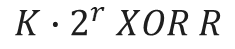 K · 2^r XOR R